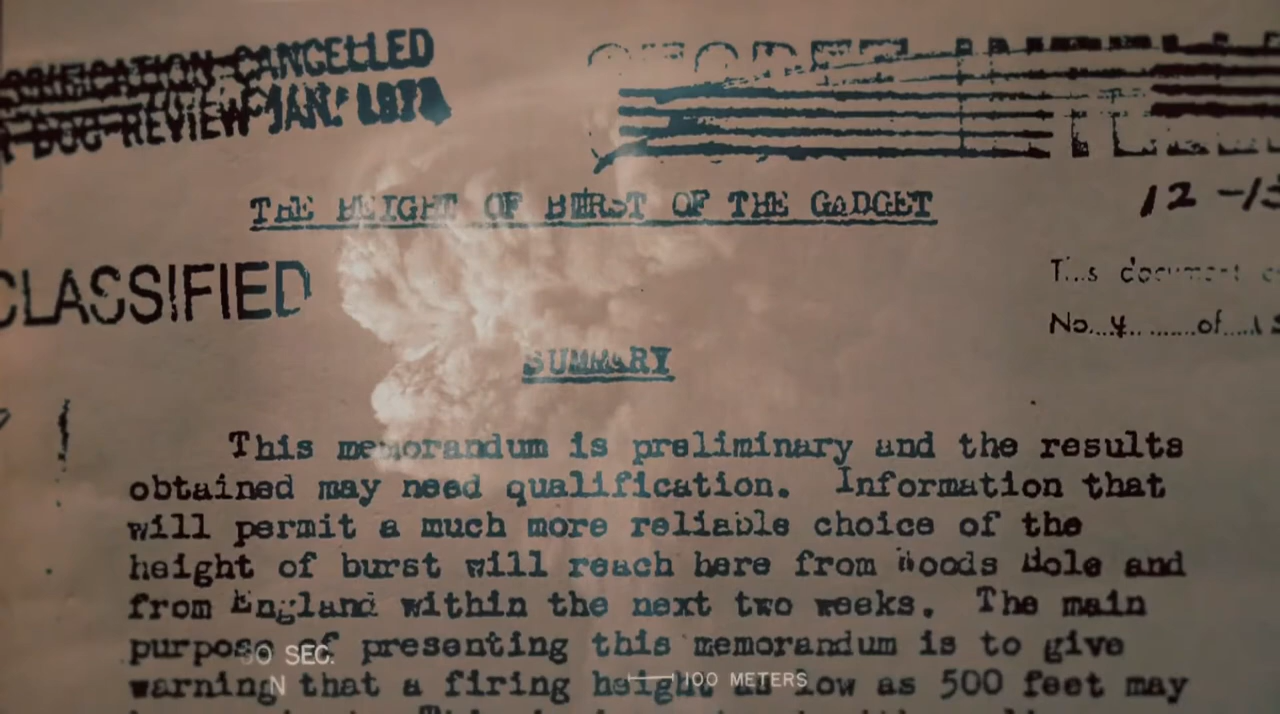 CANCELLED
DOC REVIEW JAN.
THE HEIGHT OF BURST OF THE GADGET
12-1
CLASSIFIED
This document
No. 4 of
SUMMARY
This memorandum is preliminary and the results
obtained may need qualification. Information that
will permit a much more reliable choice of the
height of burst will reach here from Woods Hole and
from England within the next two weeks. The main
purpose of presenting this memorandum is to give
warning that a firing height as low as 500 feet may
SEC.
N
100 METERS